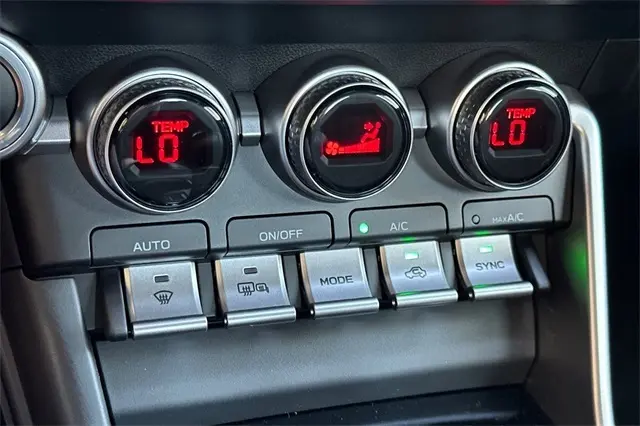 TEMP
LO
TEMP
LO
AUTO
ON/OFF
A/C
MAX A/C
MODE
SYNC